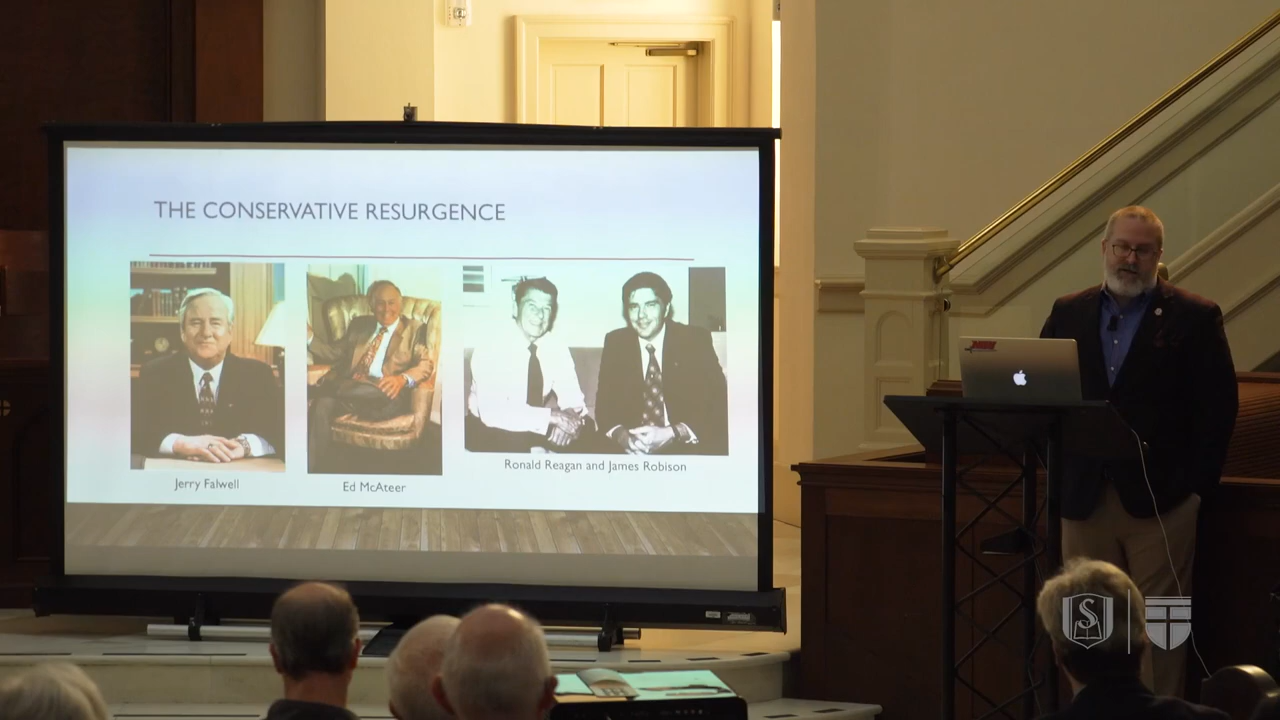 THE CONSERVATIVE RESURGENCE
Jerry Falwell
Ed McAteer
Ronald Reagan and James Robison
S